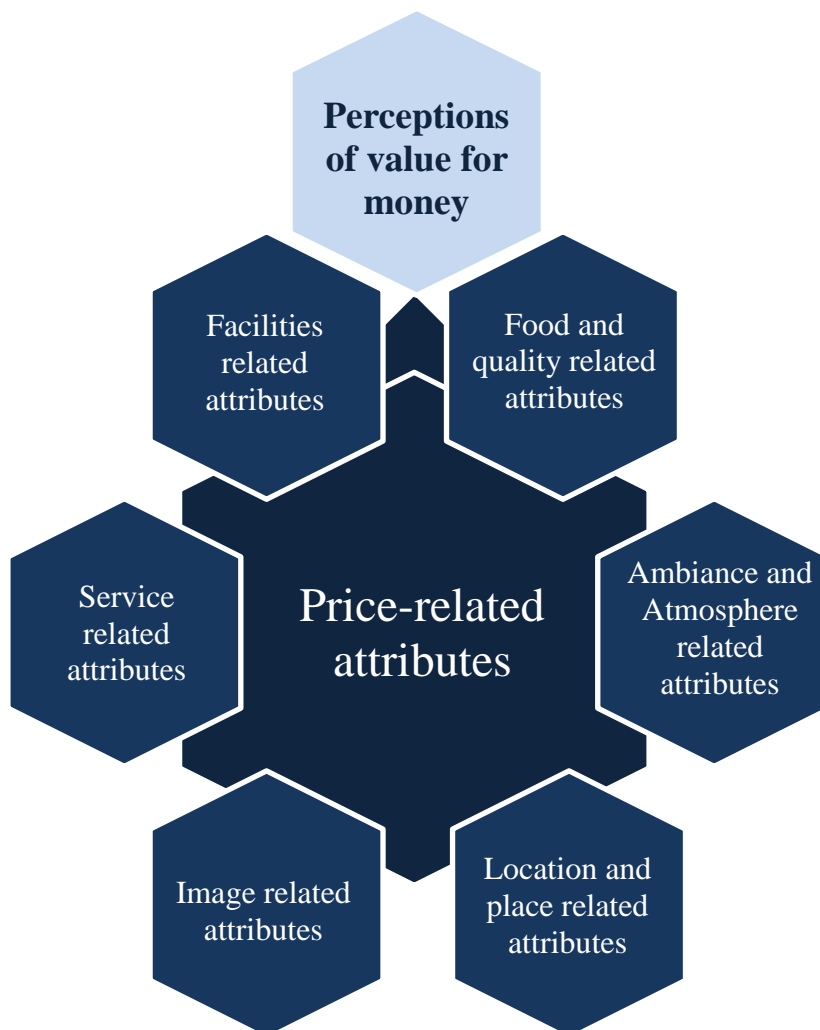 Perceptions
of value for
money
Facilities
related
attributes
Food and
quality related
attributes
Service
related
attributes
Price-related
attributes
Ambiance and
Atmosphere
related
attributes
Image related
attributes
Location and
place related
attributes